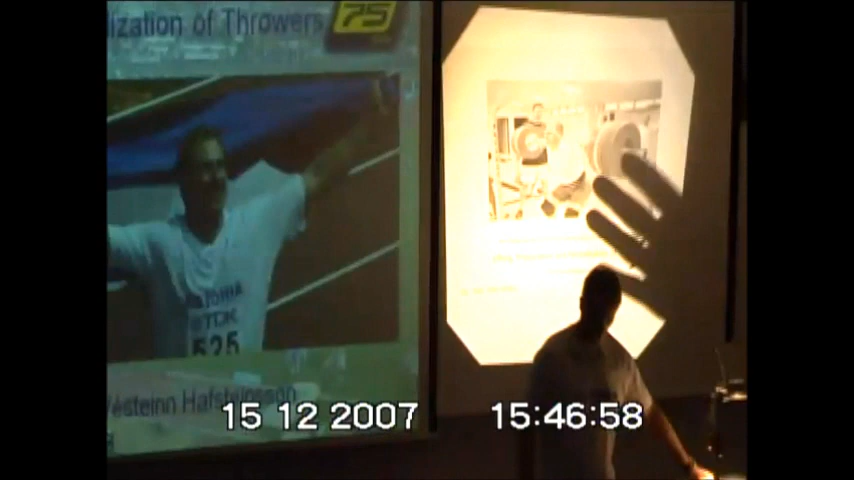 ization of Throwers
75
ESTONIA
TDK
525
Vésteinn Hafsteinsson
15 12 2007
15:46:58